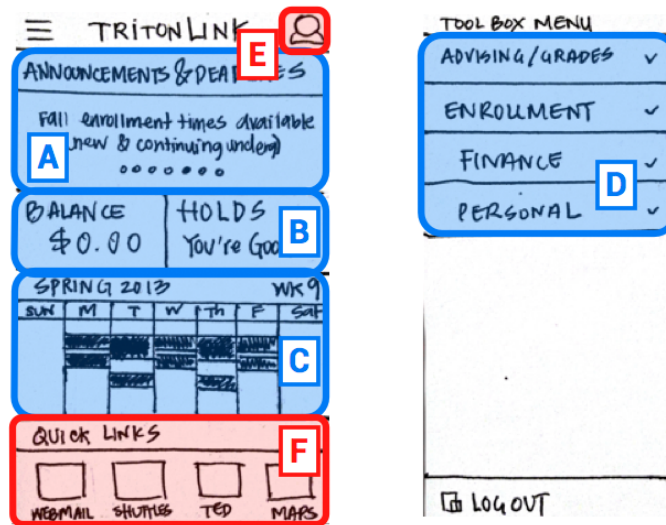 TRITONLINK
E
ANNOUNCEMENTS & DEADLINES
Fall enrollment times available
new & continuing undergrad)
A
BALANCE
$0.00
HOLDS
You're Good
B
SPRING 2013 WK 9
SUN M T W Th F Sat
C
QUICK LINKS
F
WEBMAIL SHUTTLES TED MAPS
TOOL BOX MENU
ADVISING/GRADES
ENROLLMENT
FINANCE
D
PERSONAL
LOG OUT